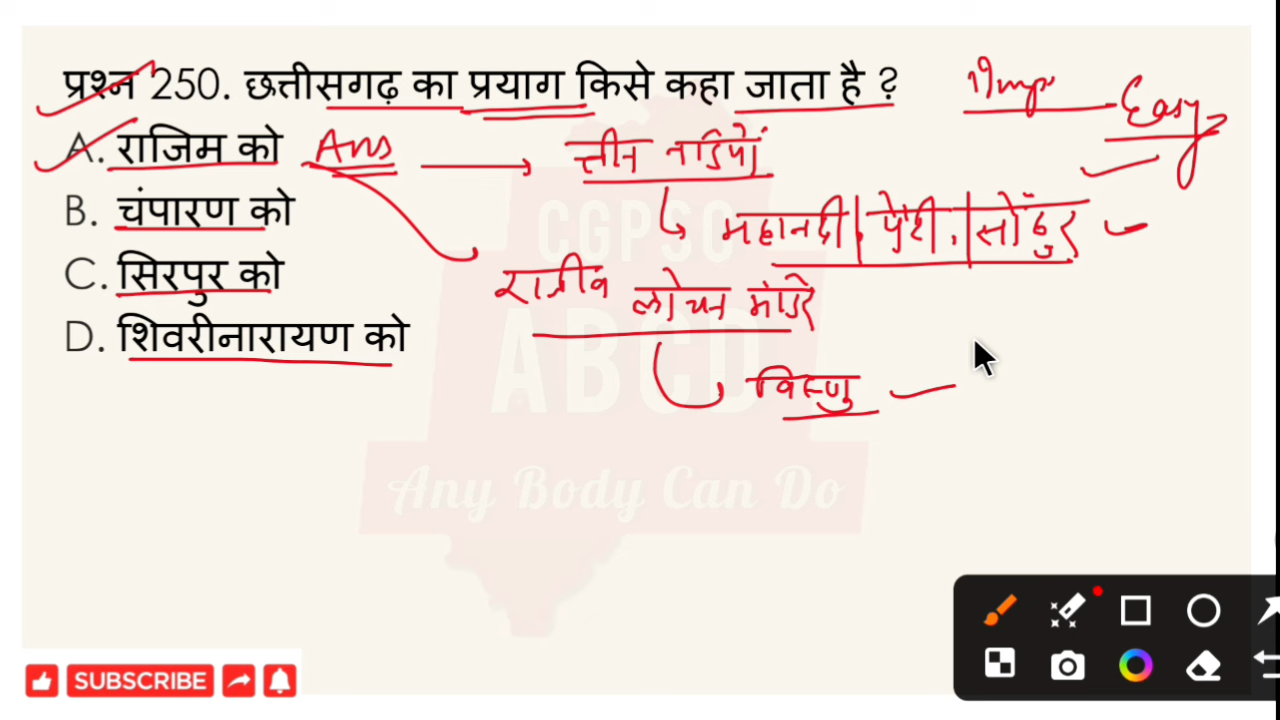 प्रश्न 250. छत्तीसगढ़ का प्रयाग किसे कहा जाता है ?
Easy
A. राजिम को Ans
तीन नदियों
B. चंपारण को
महानदी, पैरी, सोंढुर
C. सिरपुर को
राजीव लोचन मंदिर
D. शिवरीनारायण को
विष्णु
CGPSC
ABCD
Any Body Can Do
SUBSCRIBE